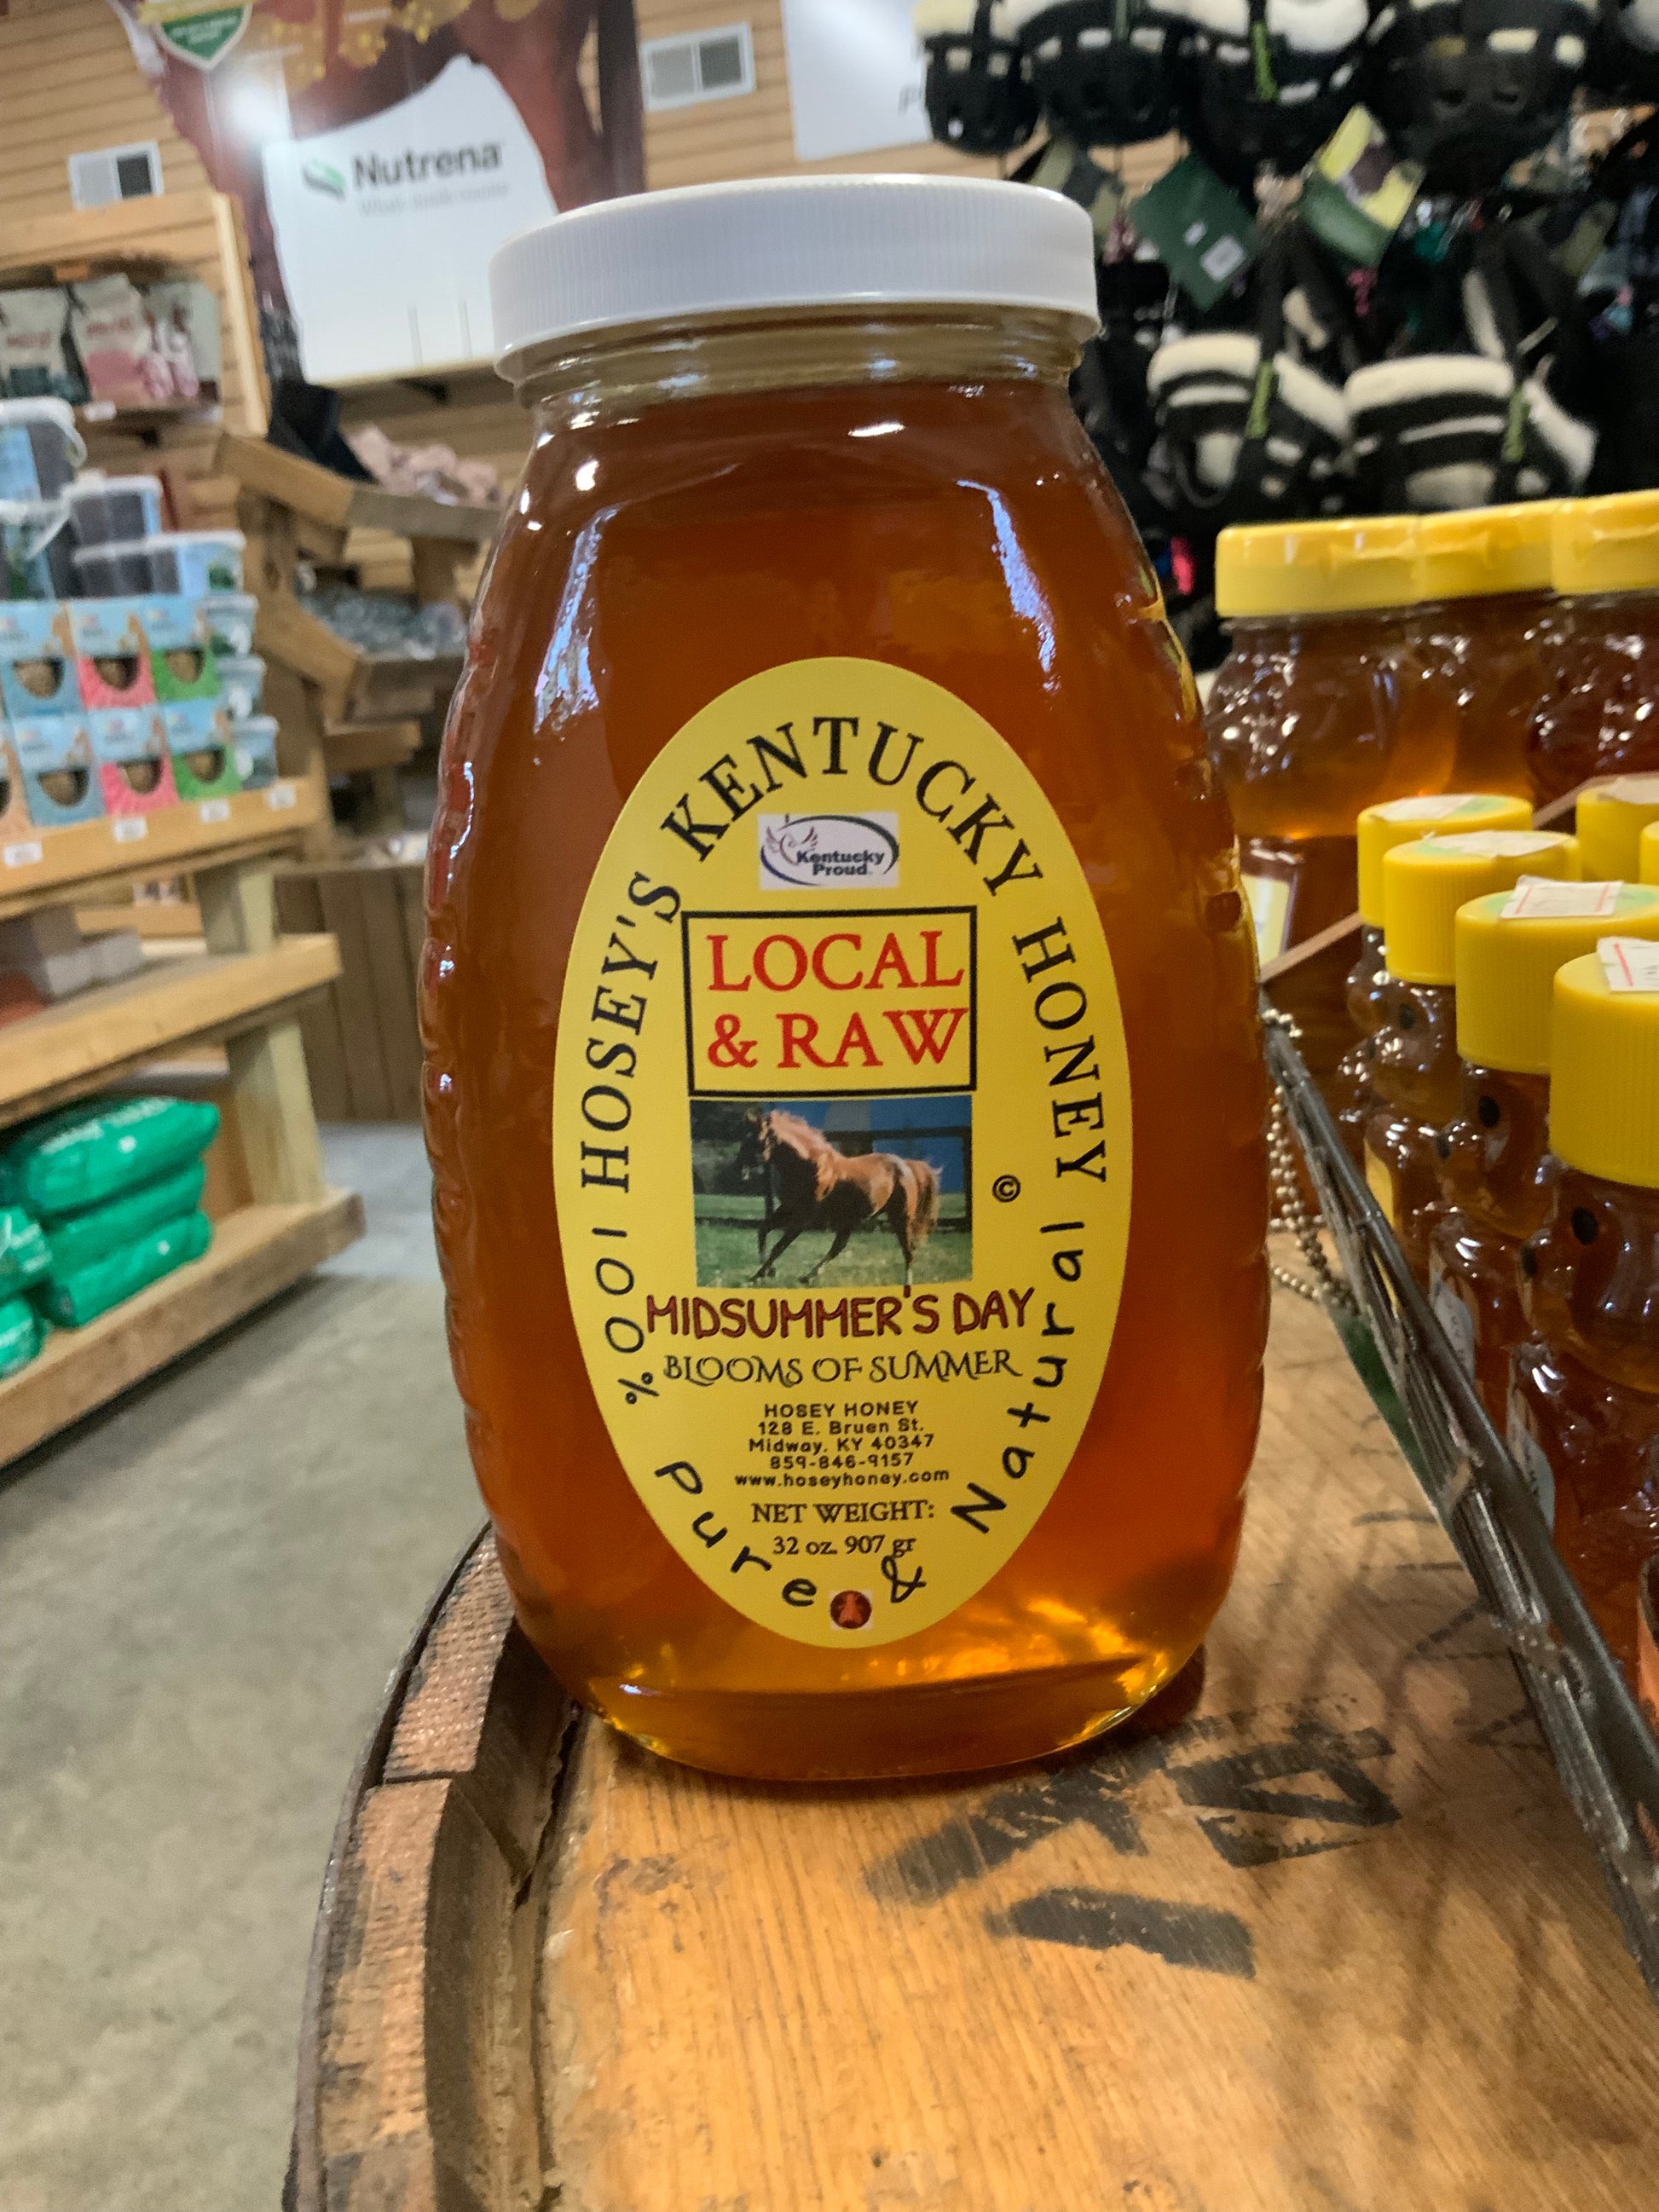 Nutrena
HOSEY'S KENTUCKY HONEY
Kentucky
Proud
LOCAL
& RAW
©
MIDSUMMER'S DAY
BLOOMS OF SUMMER
HOSEY HONEY
128 E. Bruen St.
Midway, KY 40347
859-846-9157
www.hoseyhoney.com
NET WEIGHT:
32 oz. 907 gr
100% Pure & Natural